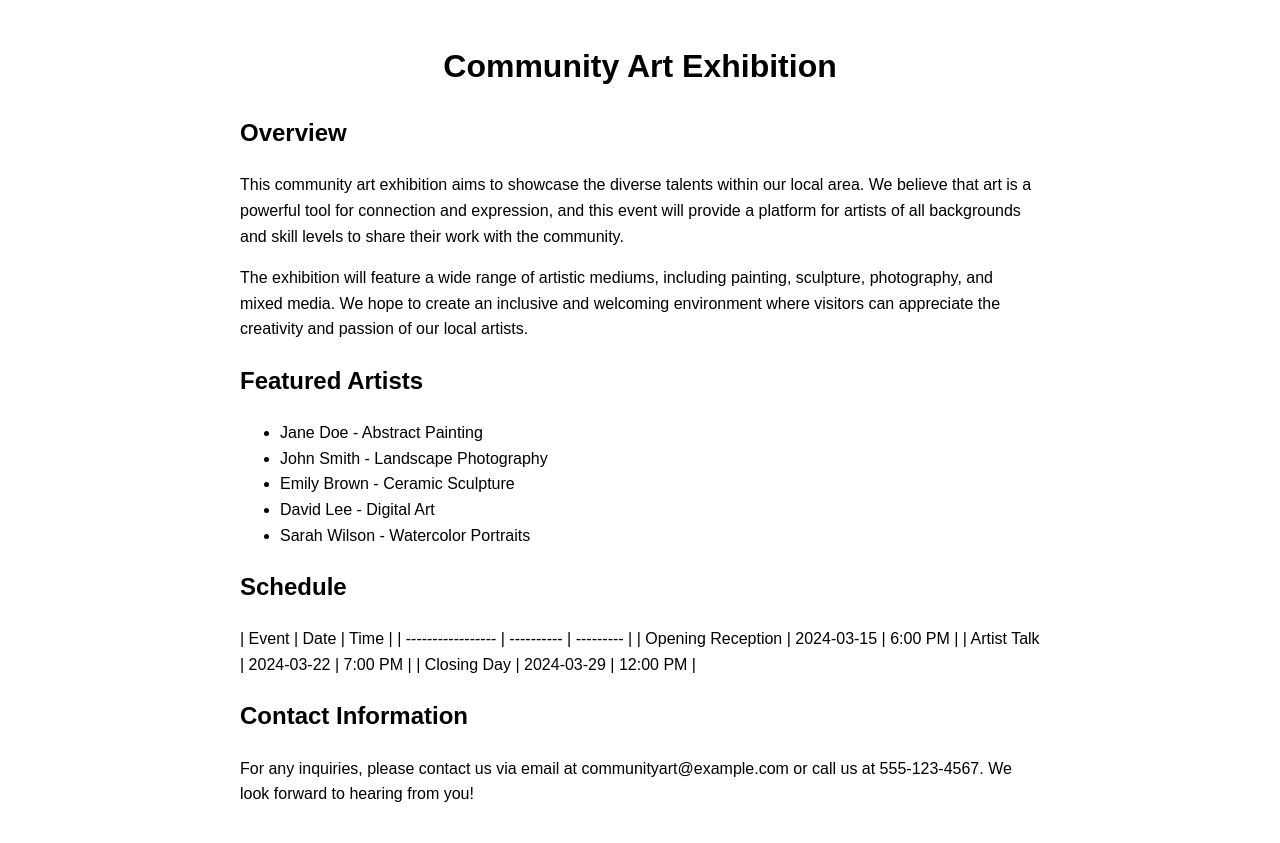 Community Art Exhibition
Overview
This community art exhibition aims to showcase the diverse talents within our local area. We believe that art is a
powerful tool for connection and expression, and this event will provide a platform for artists of all backgrounds
and skill levels to share their work with the community.
The exhibition will feature a wide range of artistic mediums, including painting, sculpture, photography, and
mixed media. We hope to create an inclusive and welcoming environment where visitors can appreciate the
creativity and passion of our local artists.
Featured Artists
• Jane Doe - Abstract Painting
• John Smith - Landscape Photography
• Emily Brown - Ceramic Sculpture
• David Lee - Digital Art
• Sarah Wilson - Watercolor Portraits
Schedule
| Event | Date | Time | | ----------------- | ---------- | --------- | | Opening Reception | 2024-03-15 | 6:00 PM | | Artist Talk
| 2024-03-22 | 7:00 PM | | Closing Day | 2024-03-29 | 12:00 PM |
Contact Information
For any inquiries, please contact us via email at communityart@example.com or call us at 555-123-4567. We
look forward to hearing from you!